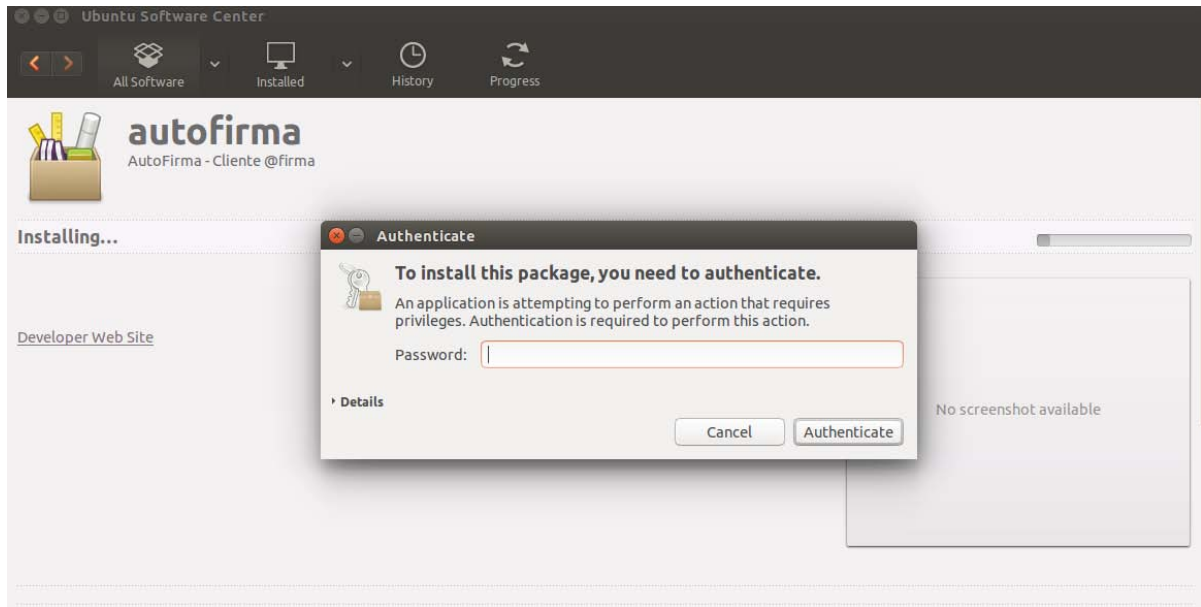 Ubuntu Software Center
All Software
Installed
History
Progress
autofirma
AutoFirma - Cliente @firma
Installing...
Authenticate
To install this package, you need to authenticate.
An application is attempting to perform an action that requires
privileges. Authentication is required to perform this action.
Password:
Details
Cancel
Authenticate
Developer Web Site
No screenshot available